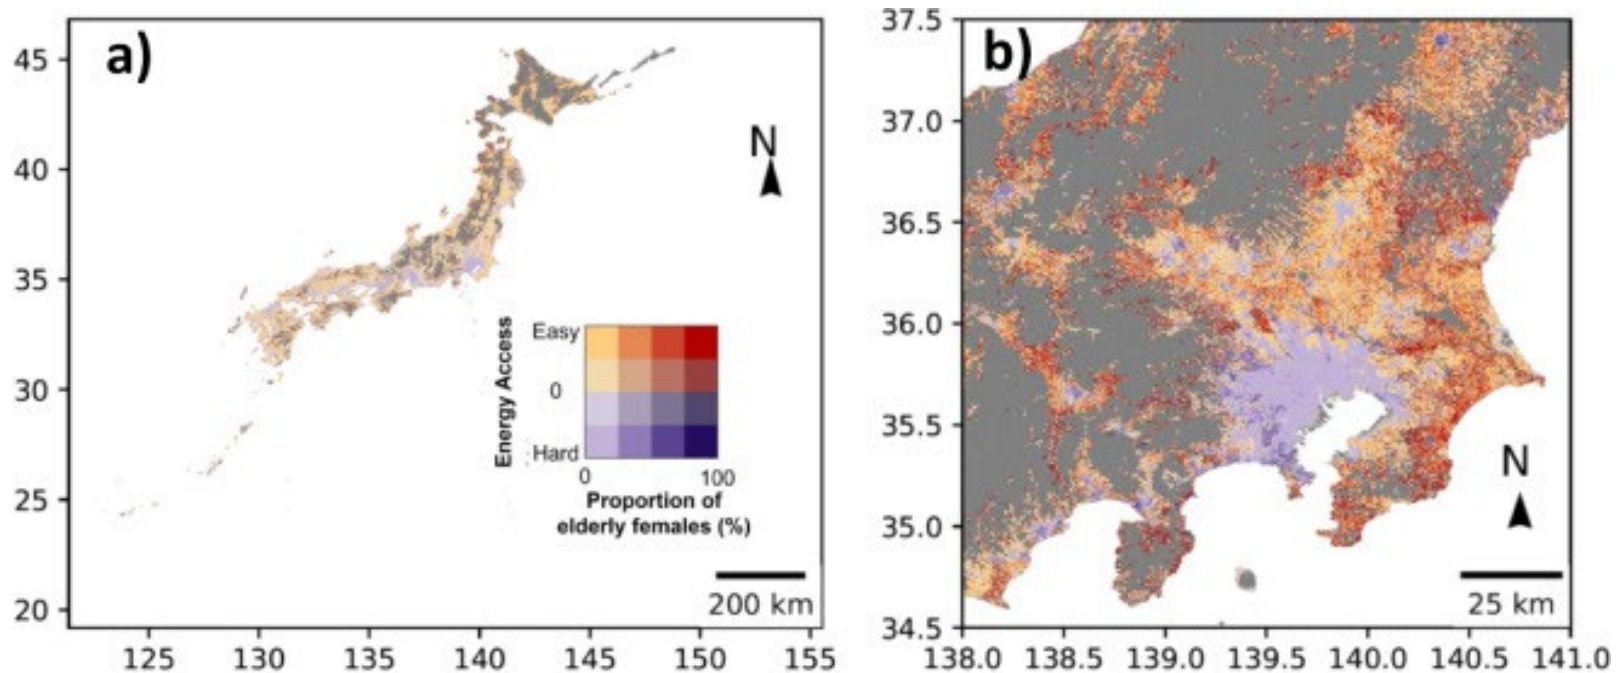 a)
45
40
35
30
25
20
125
130
135
140
145
150
155
N
Energy Access
Easy
0
Hard
0
100
Proportion of
elderly females (%)
200 km
b)
37.5
37.0
36.5
36.0
35.5
35.0
34.5
138.0
138.5
139.0
139.5
140.0
140.5
141.0
N
25 km